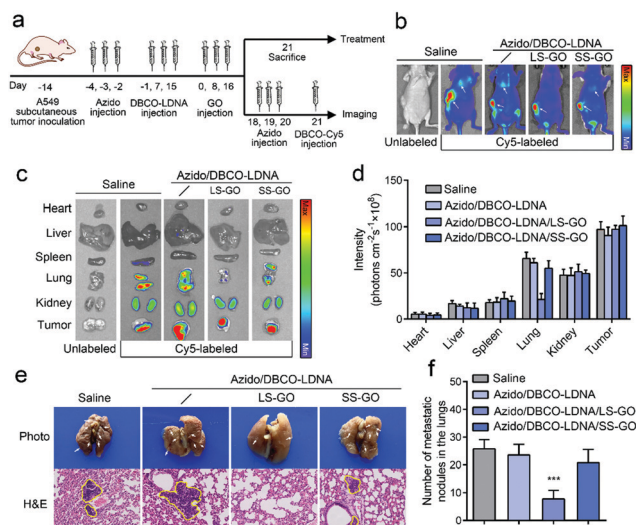 a
21
Sacrifice
Treatment
Day
-14
-4, -3, -2
-1, 7, 15
0, 8, 16
A549
subcutaneous
tumor inoculation
Azido
injection
DBCO-LDNA
injection
GO
injection
18, 19, 20
21
Azido
injection
DBCO-Cy5
injection
Imaging
b
Azido/DBCO-LDNA
Saline
LS-GO
SS-GO
Unlabeled
Cy5-labeled
Max
Min
c
Azido/DBCO-LDNA
Saline
LS-GO
SS-GO
Heart
Liver
Spleen
Lung
Kidney
Tumor
Unlabeled
Cy5-labeled
Max
Min
d
Saline
Azido/DBCO-LDNA
Azido/DBCO-LDNA/LS-GO
Azido/DBCO-LDNA/SS-GO
Intensity
(photons cm⁻²s⁻¹×10⁸)
150
100
50
0
Heart
Liver
Spleen
Lung
Kidney
Tumor
e
Azido/DBCO-LDNA
Saline
LS-GO
SS-GO
Photo
H&E
f
Saline
Azido/DBCO-LDNA
Azido/DBCO-LDNA/LS-GO
Azido/DBCO-LDNA/SS-GO
Number of metastatic
nodules in the lungs
50
40
30
20
10
0
***